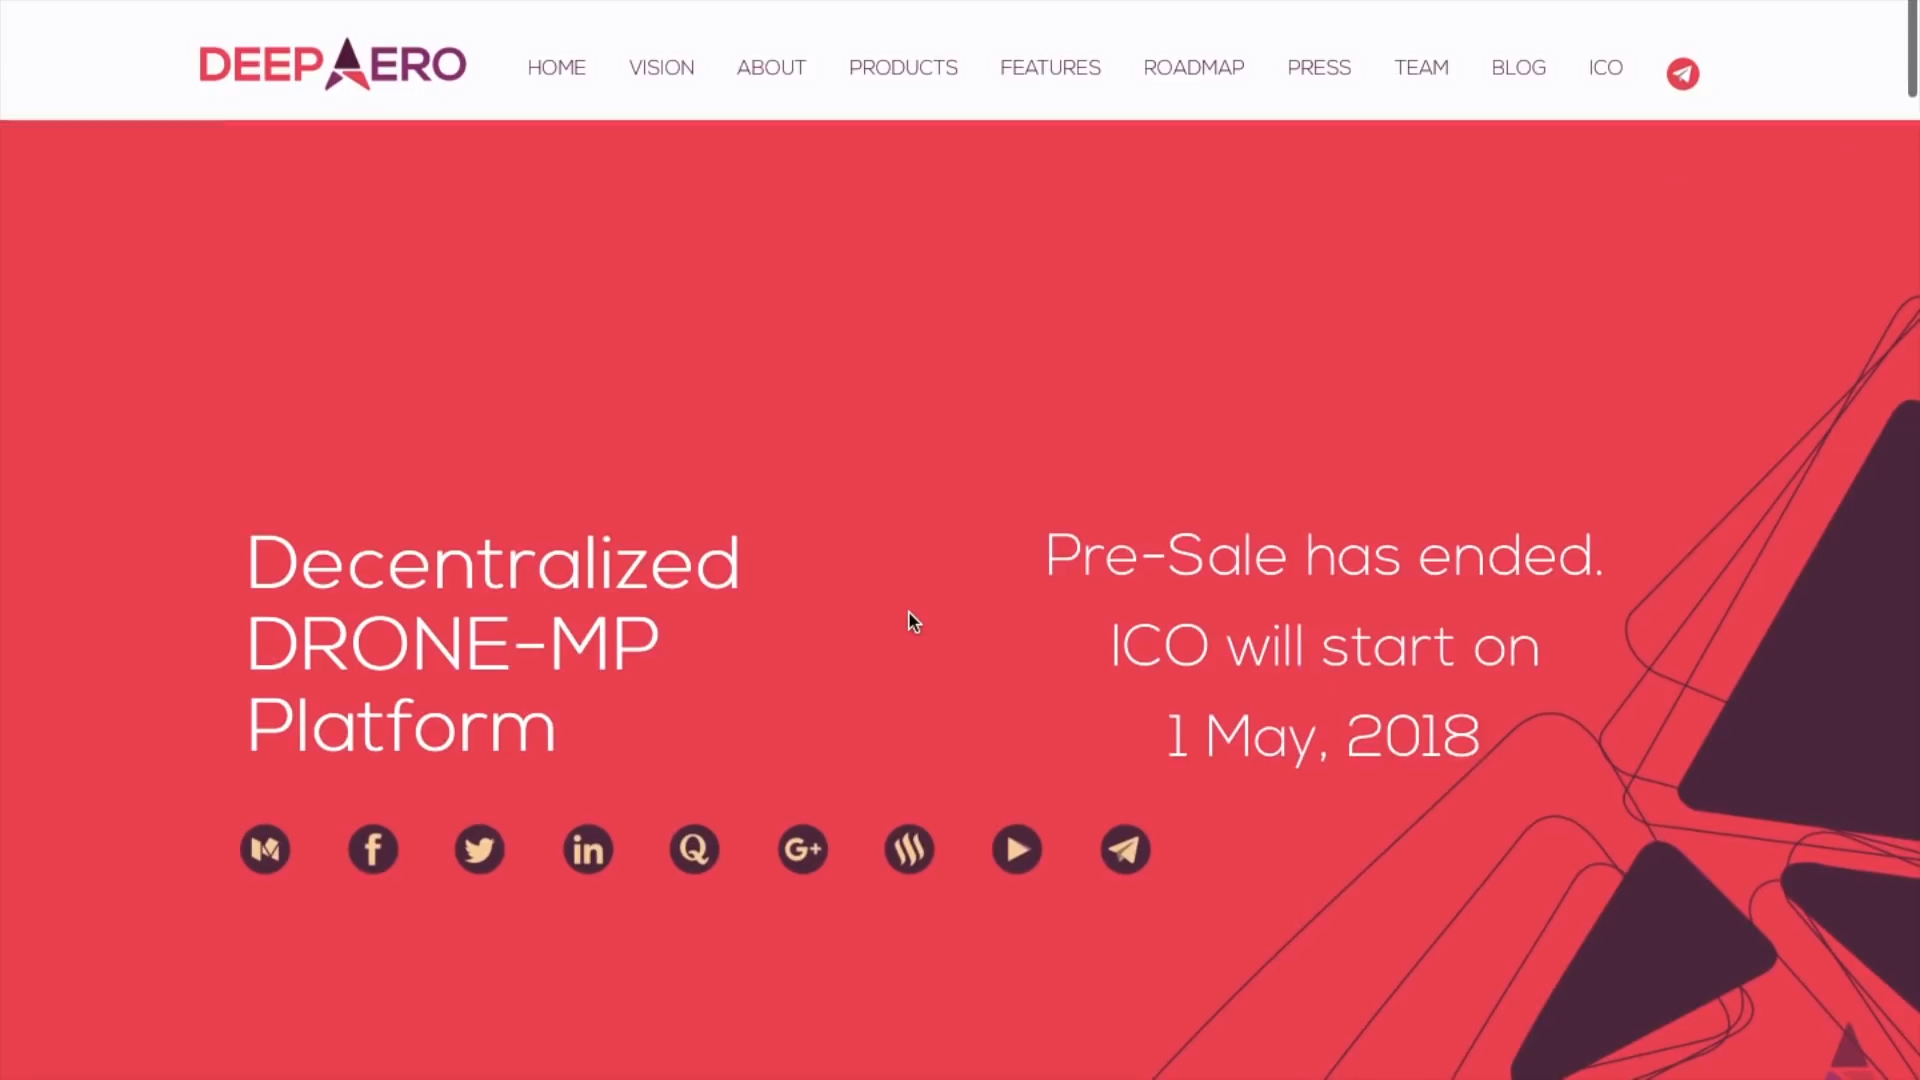 DEEPAERO
HOME VISION ABOUT PRODUCTS FEATURES ROADMAP PRESS TEAM BLOG ICO
Decentralized
DRONE-MP
Platform
Pre-Sale has ended.
ICO will start on
1 May, 2018